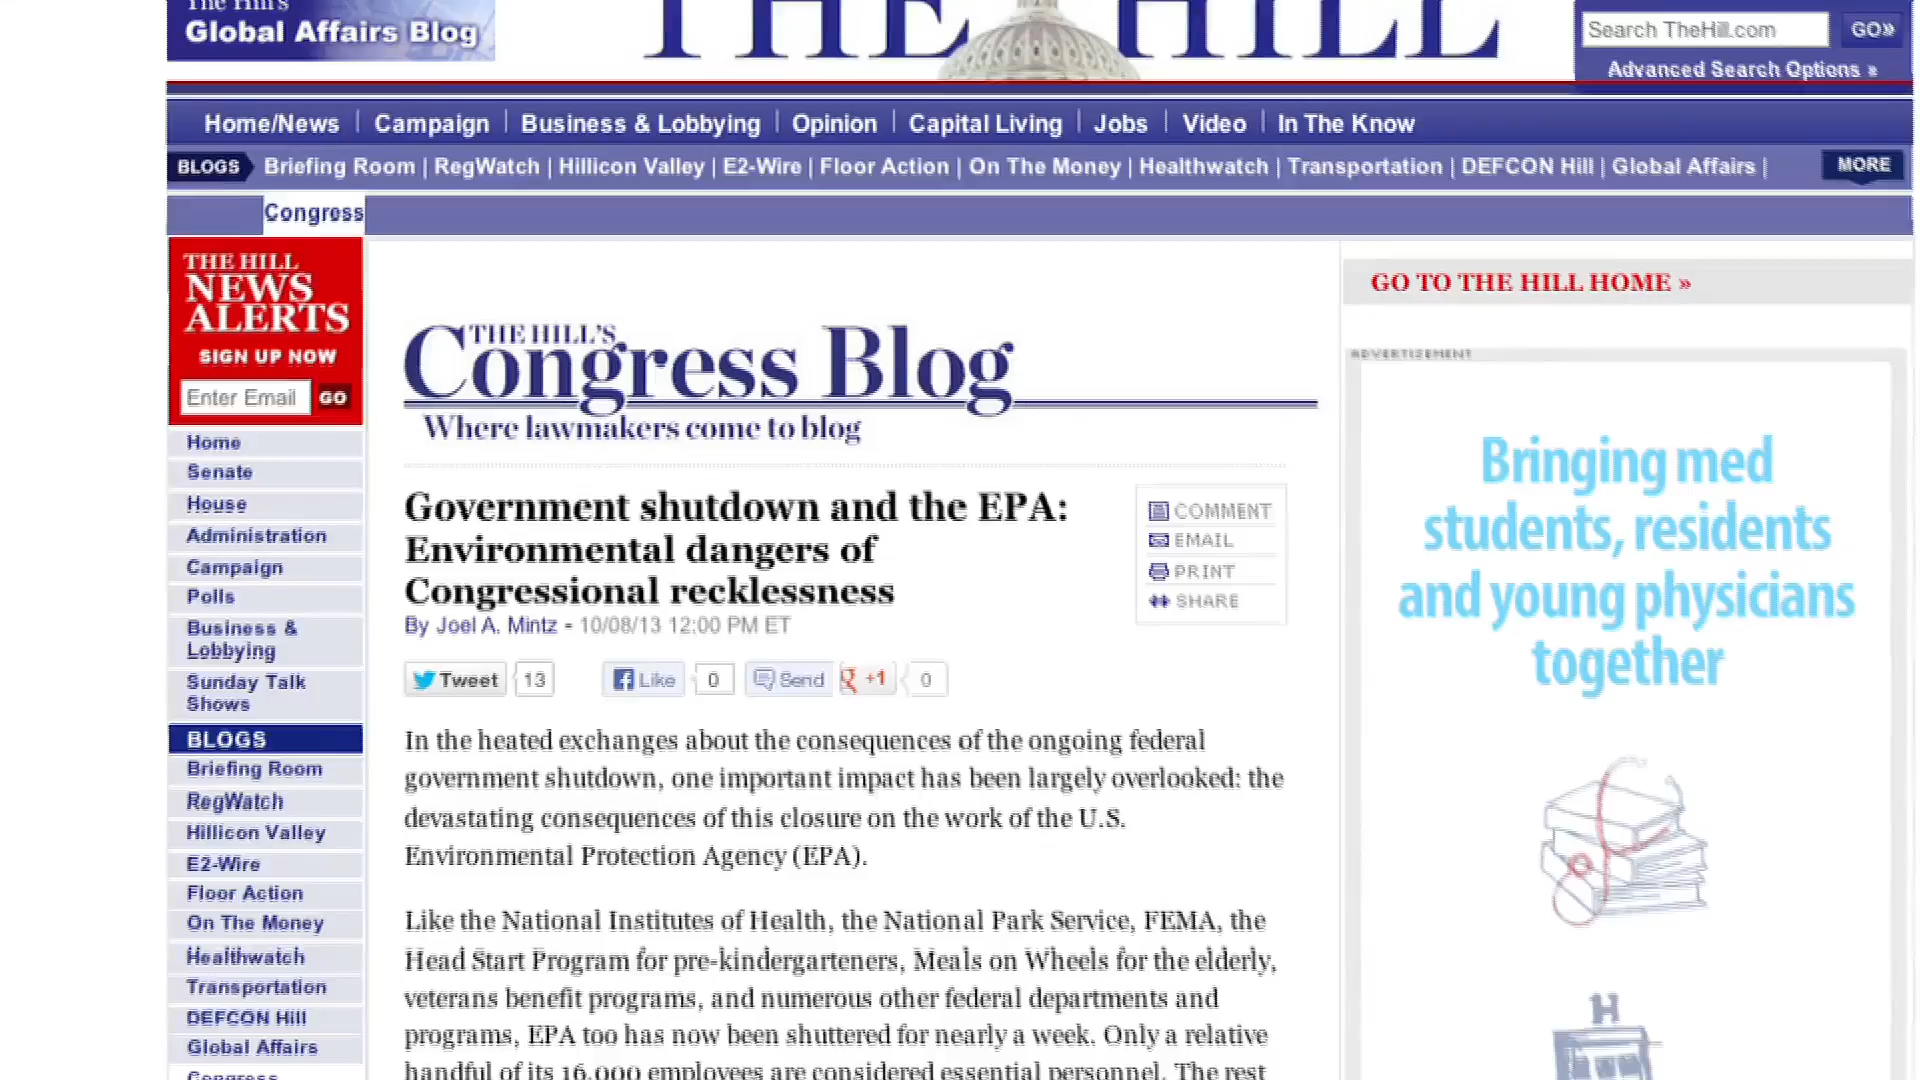 The Hill's
Global Affairs Blog
THE HILL
Search TheHill.com
GO»
Advanced Search Options »
Home/News | Campaign | Business & Lobbying | Opinion | Capital Living | Jobs | Video | In The Know
BLOGS Briefing Room | RegWatch | Hillicon Valley | E2-Wire | Floor Action | On The Money | Healthwatch | Transportation | DEFCON Hill | Global Affairs | MORE
Congress
THE HILL
NEWS
ALERTS
SIGN UP NOW
Enter Email GO
Home
Senate
House
Administration
Campaign
Polls
Business &
Lobbying
Sunday Talk
Shows
BLOGS
Briefing Room
RegWatch
Hillicon Valley
E2-Wire
Floor Action
On The Money
Healthwatch
Transportation
DEFCON Hill
Global Affairs
Congress
THE HILL'S
Congress Blog
Where lawmakers come to blog
Government shutdown and the EPA:
Environmental dangers of
Congressional recklessness
By Joel A. Mintz - 10/08/13 12:00 PM ET
COMMENT
EMAIL
PRINT
SHARE
Tweet 13 Like 0 Send +1 0
In the heated exchanges about the consequences of the ongoing federal
government shutdown, one important impact has been largely overlooked: the
devastating consequences of this closure on the work of the U.S.
Environmental Protection Agency (EPA).
Like the National Institutes of Health, the National Park Service, FEMA, the
Head Start Program for pre-kindergarteners, Meals on Wheels for the elderly,
veterans benefit programs, and numerous other federal departments and
programs, EPA too has now been shuttered for nearly a week. Only a relative
handful of its 16,000 employees are considered essential personnel. The rest
GO TO THE HILL HOME »
ADVERTISEMENT
Bringing med
students, residents
and young physicians
together
H